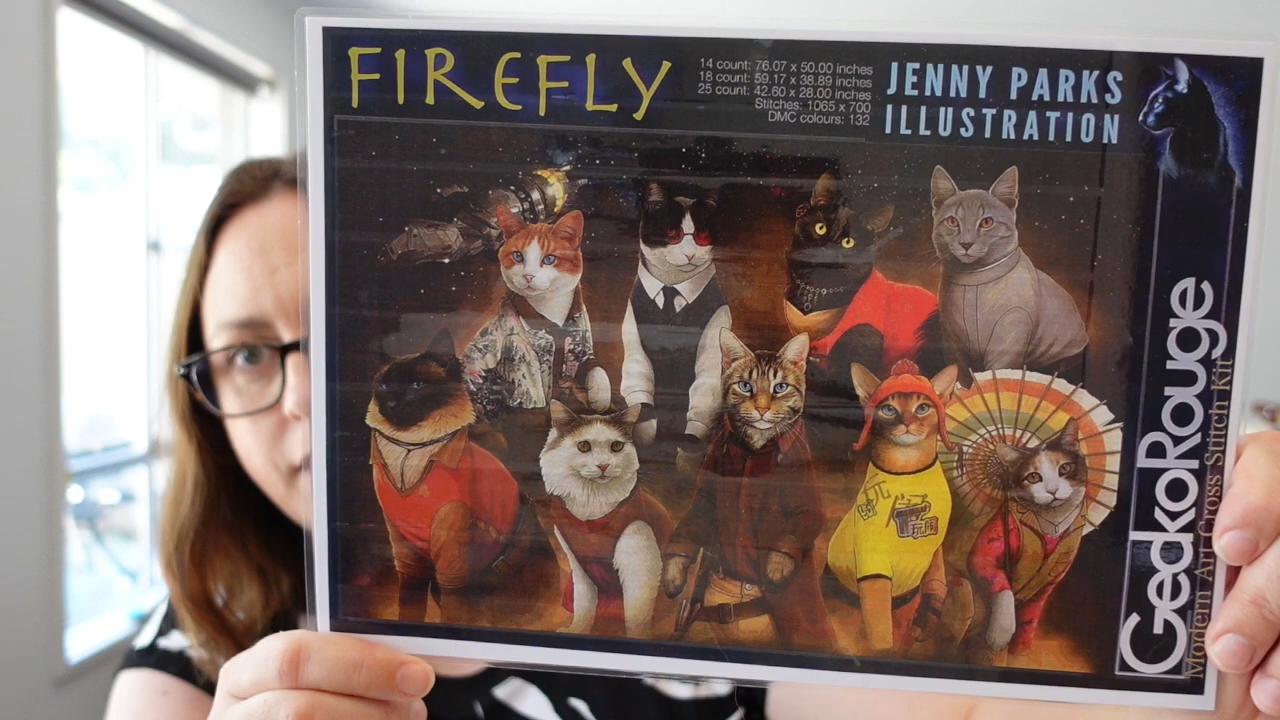 FIREFLY
14 count: 76.07 x 50.00 inches
18 count: 59.17 x 38.89 inches
25 count: 42.60 x 28.00 inches
Stitches: 1065 x 700
DMC colours: 132
JENNY PARKS
ILLUSTRATION
GedkoRouge
Modern Art Cross Stitch Kit